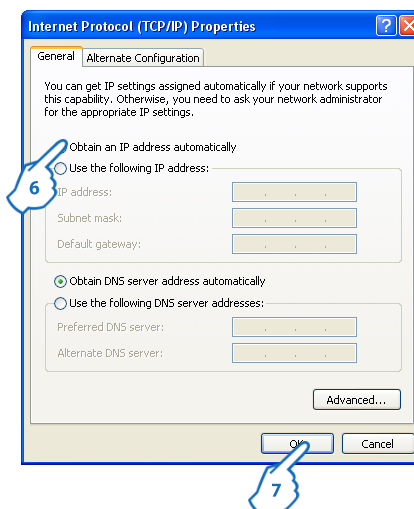 Internet Protocol (TCP/IP) Properties
General
Alternate Configuration
You can get IP settings assigned automatically if your network supports
this capability. Otherwise, you need to ask your network administrator
for the appropriate IP settings.
Obtain an IP address automatically
Use the following IP address:
6
IP address:
Subnet mask:
Default gateway:
Obtain DNS server address automatically
Use the following DNS server addresses:
Preferred DNS server:
Alternate DNS server:
Advanced...
OK
Cancel
7